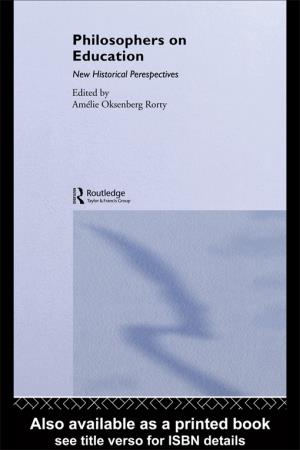 Philosophers on
Education
New Historical Perespectives
Edited by
Amélie Oksenberg Rorty
Routledge
Taylor & Francis Group
Also available as a printed book
see title verso for ISBN details